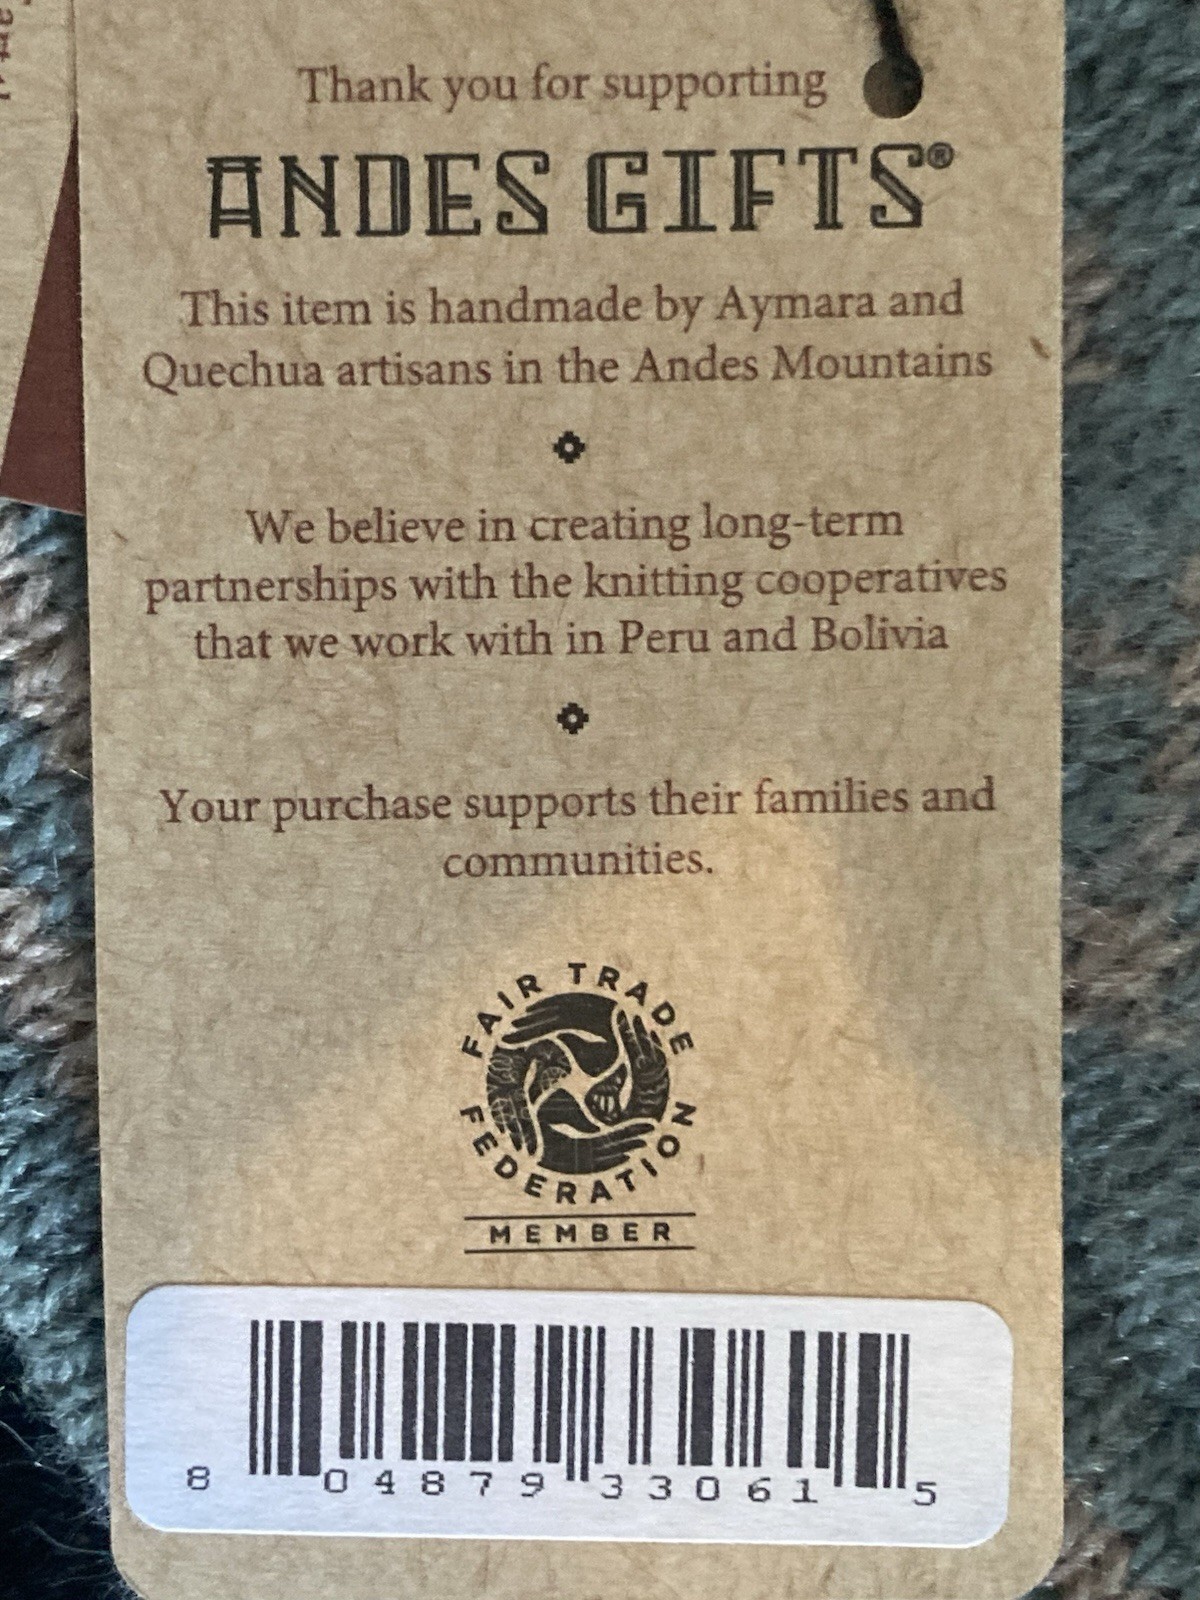 Thank you for supporting
ANDES GIFTS®
This item is handmade by Aymara and
Quechua artisans in the Andes Mountains
We believe in creating long-term
partnerships with the knitting cooperatives
that we work with in Peru and Bolivia
Your purchase supports their families and
communities.
FAIR TRADE
FEDERATION
MEMBER
8 04879 33061 5